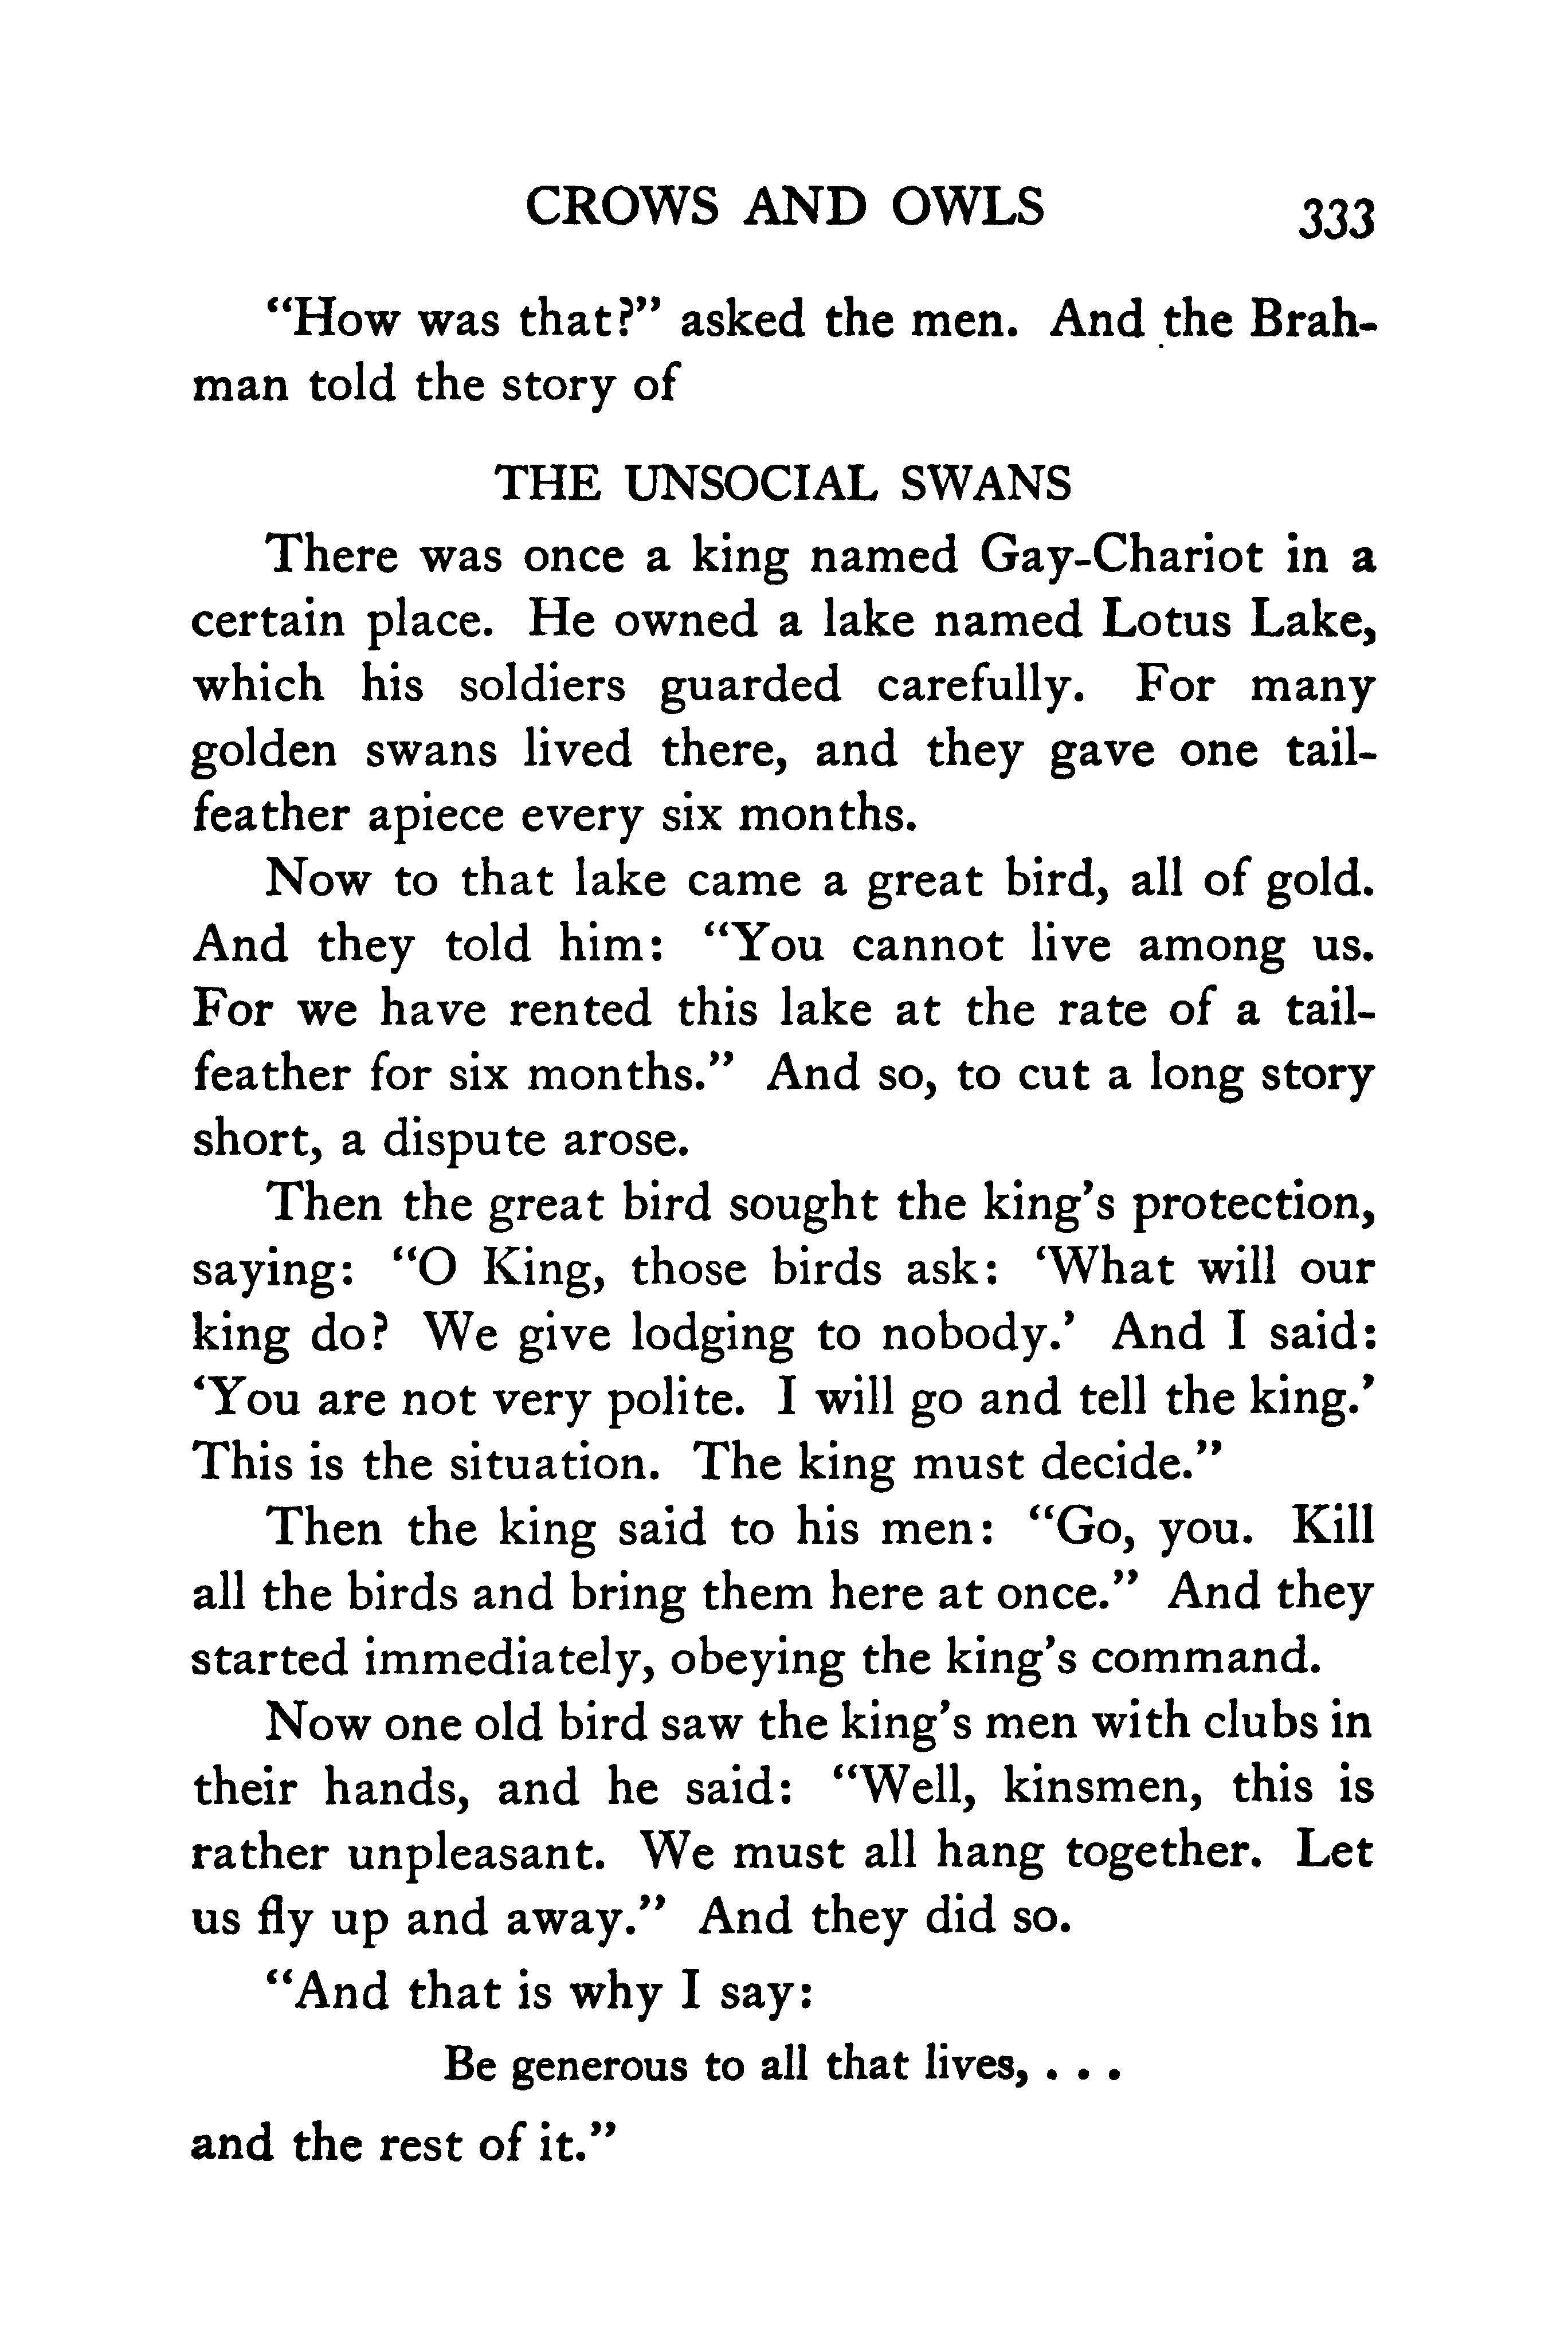 CROWS AND OWLS 333
“How was that?” asked the men. And the Brah-
man told the story of
THE UNSOCIAL SWANS
There was once a king named Gay-Chariot in a
certain place. He owned a lake named Lotus Lake,
which his soldiers guarded carefully. For many
golden swans lived there, and they gave one tail-
feather apiece every six months.
Now to that lake came a great bird, all of gold.
And they told him: “You cannot live among us.
For we have rented this lake at the rate of a tail-
feather for six months.” And so, to cut a long story
short, a dispute arose.
Then the great bird sought the king’s protection,
saying: “O King, those birds ask: ‘What will our
king do? We give lodging to nobody.’ And I said:
‘You are not very polite. I will go and tell the king.’
This is the situation. The king must decide.”
Then the king said to his men: “Go, you. Kill
all the birds and bring them here at once.” And they
started immediately, obeying the king’s command.
Now one old bird saw the king’s men with clubs in
their hands, and he said: “Well, kinsmen, this is
rather unpleasant. We must all hang together. Let
us fly up and away.” And they did so.
“And that is why I say:
Be generous to all that lives, . . .
and the rest of it.”